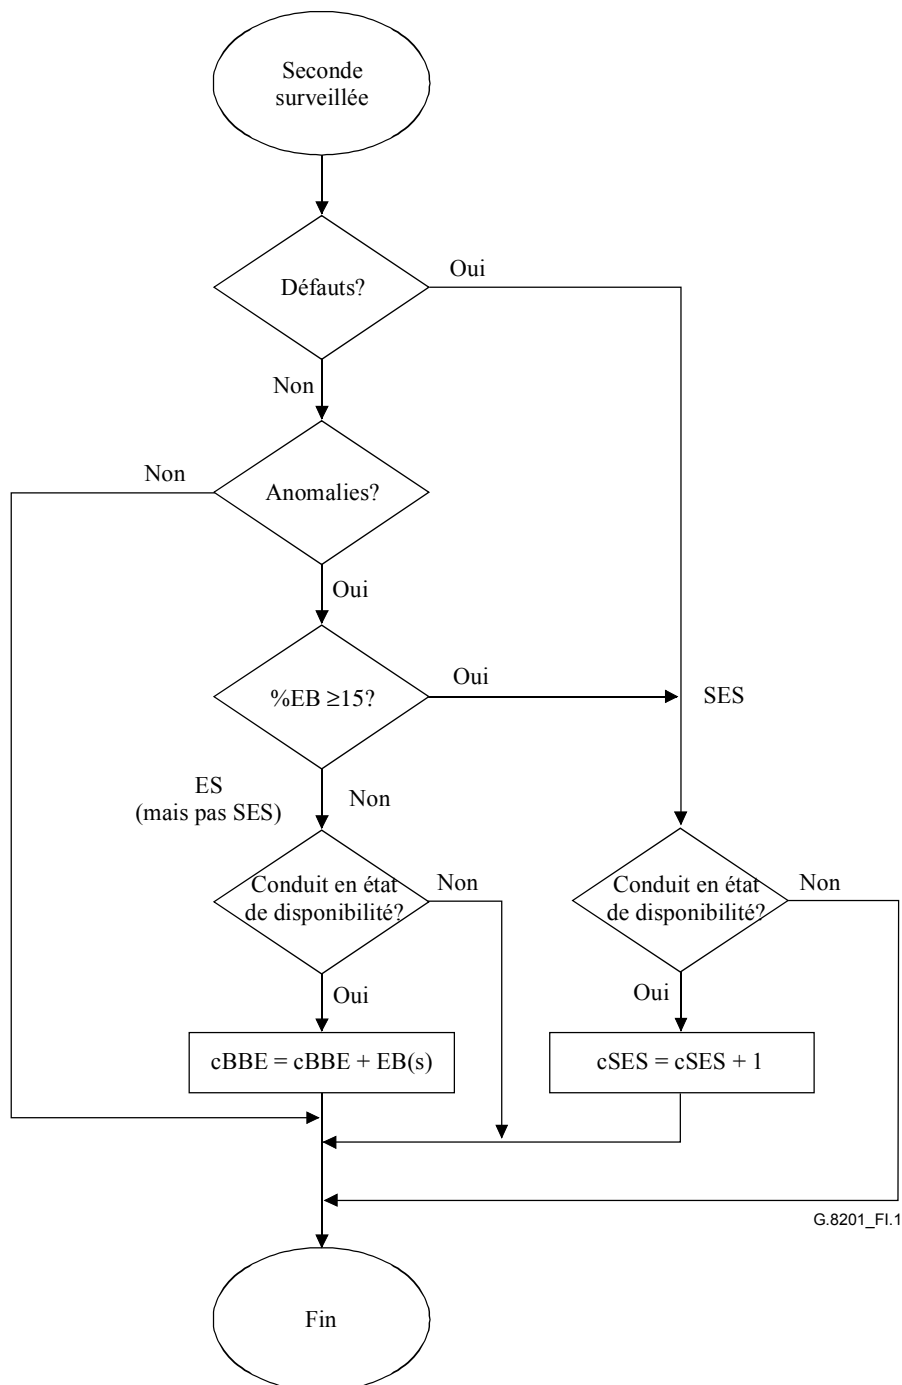 Seconde
surveillée
Défauts?
Oui
Non
Non
Anomalies?
Oui
%EB ≥15?
Oui
SES
ES
(mais pas SES)
Non
Conduit en état
de disponibilité?
Non
Conduit en état
de disponibilité?
Non
Oui
Oui
cBBE = cBBE + EB(s)
cSES = cSES + 1
G.8201_FI.1
Fin